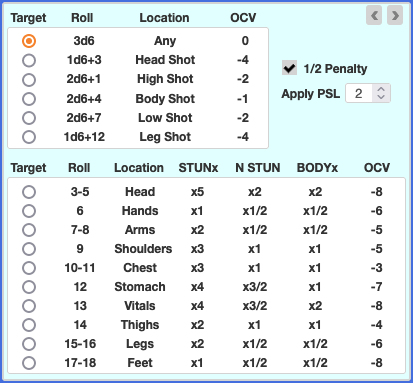 Target Roll Location OCV
3d6 Any 0
1d6+3 Head Shot -4
2d6+1 High Shot -2
2d6+4 Body Shot -1
2d6+7 Low Shot -2
1d6+12 Leg Shot -4
1/2 Penalty
Apply PSL 2
Target Roll Location STUNx N STUN BODYx OCV
3-5 Head x5 x2 x2 -8
6 Hands x1 x1/2 x1/2 -6
7-8 Arms x2 x1/2 x1/2 -5
9 Shoulders x3 x1 x1 -5
10-11 Chest x3 x1 x1 -3
12 Stomach x4 x3/2 x1 -7
13 Vitals x4 x3/2 x2 -8
14 Thighs x2 x1 x1 -4
15-16 Legs x2 x1/2 x1/2 -6
17-18 Feet x1 x1/2 x1/2 -8